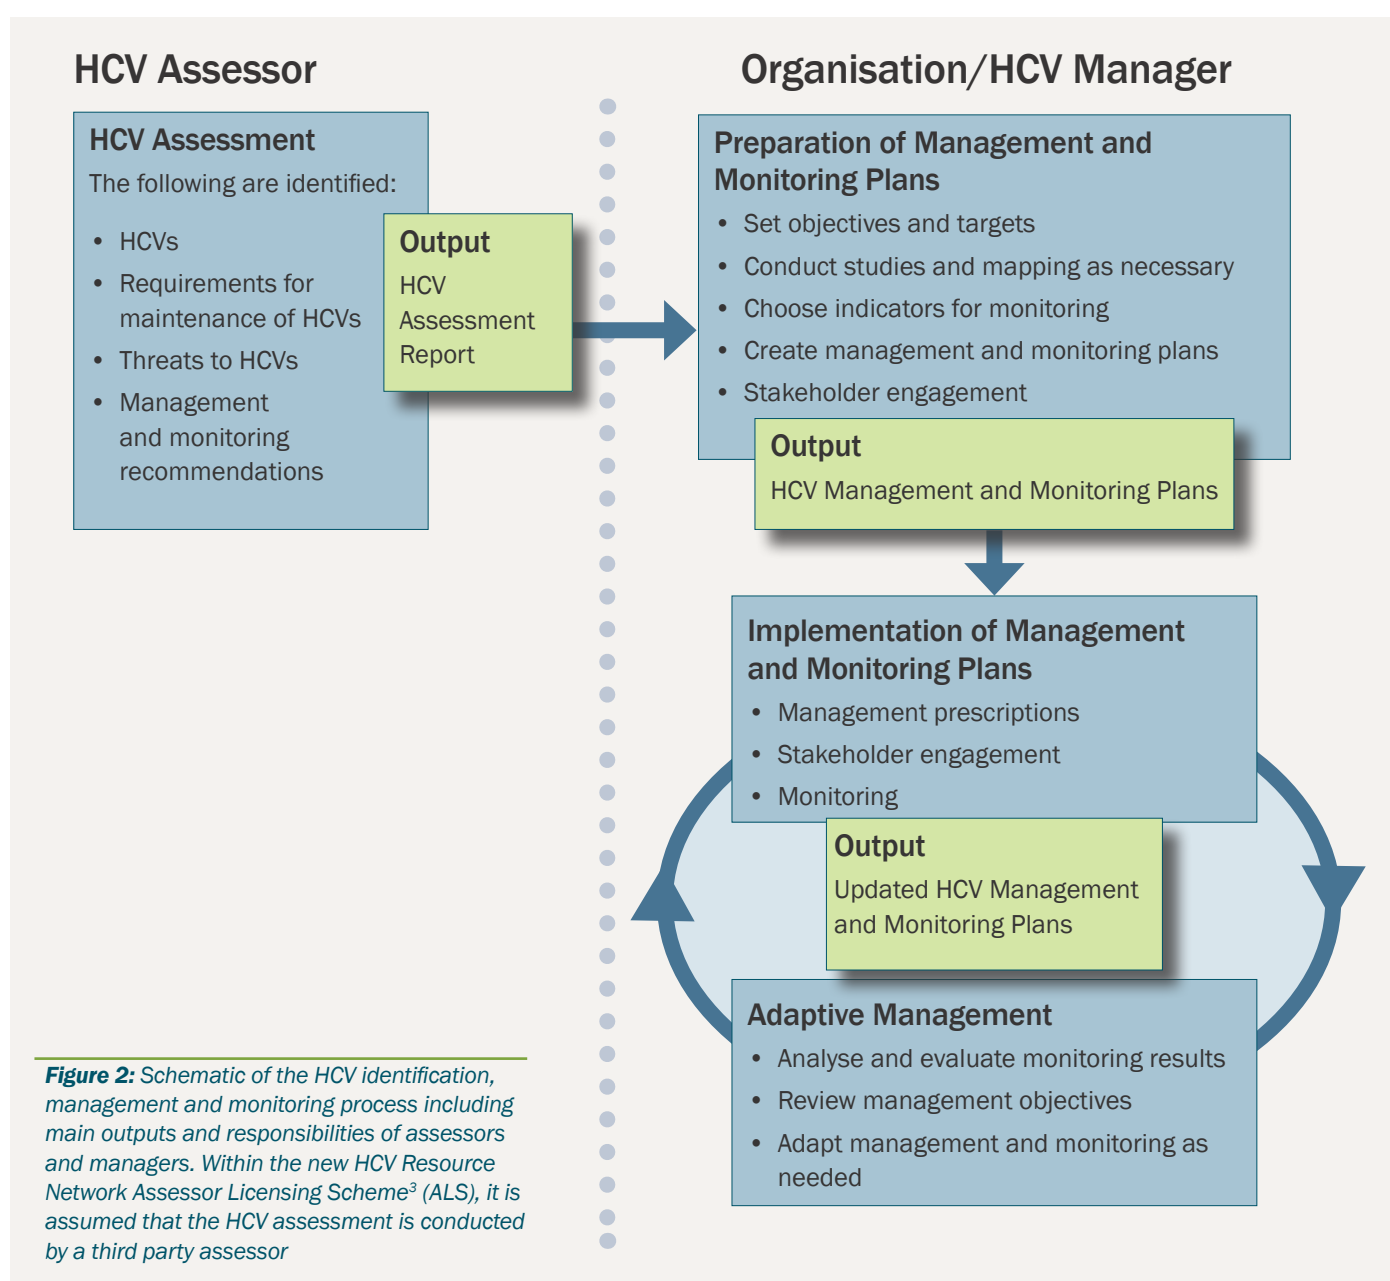 HCV Assessor
HCV Assessment
The following are identified:
• HCVs
• Requirements for
maintenance of HCVs
• Threats to HCVs
• Management
and monitoring
recommendations
Output
HCV
Assessment
Report
Organisation/HCV Manager
Preparation of Management and
Monitoring Plans
• Set objectives and targets
• Conduct studies and mapping as necessary
• Choose indicators for monitoring
• Create management and monitoring plans
• Stakeholder engagement
Output
HCV Management and Monitoring Plans
Implementation of Management
and Monitoring Plans
• Management prescriptions
• Stakeholder engagement
• Monitoring
Output
Updated HCV Management
and Monitoring Plans
Adaptive Management
• Analyse and evaluate monitoring results
• Review management objectives
• Adapt management and monitoring as
needed
Figure 2: Schematic of the HCV identification,
management and monitoring process including
main outputs and responsibilities of assessors
and managers. Within the new HCV Resource
Network Assessor Licensing Scheme³ (ALS), it is
assumed that the HCV assessment is conducted
by a third party assessor